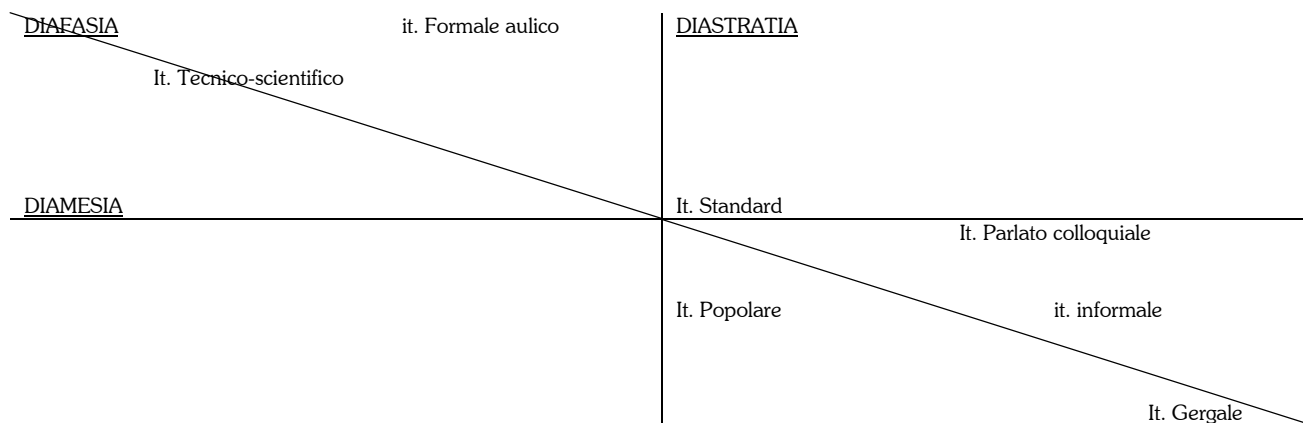 DIAFASIA it. Formale aulico DIASTRATIA
It. Tecnico-scientifico
DIAMESIA It. Standard
It. Parlato colloquiale
It. Popolare it. informale
It. Gergale